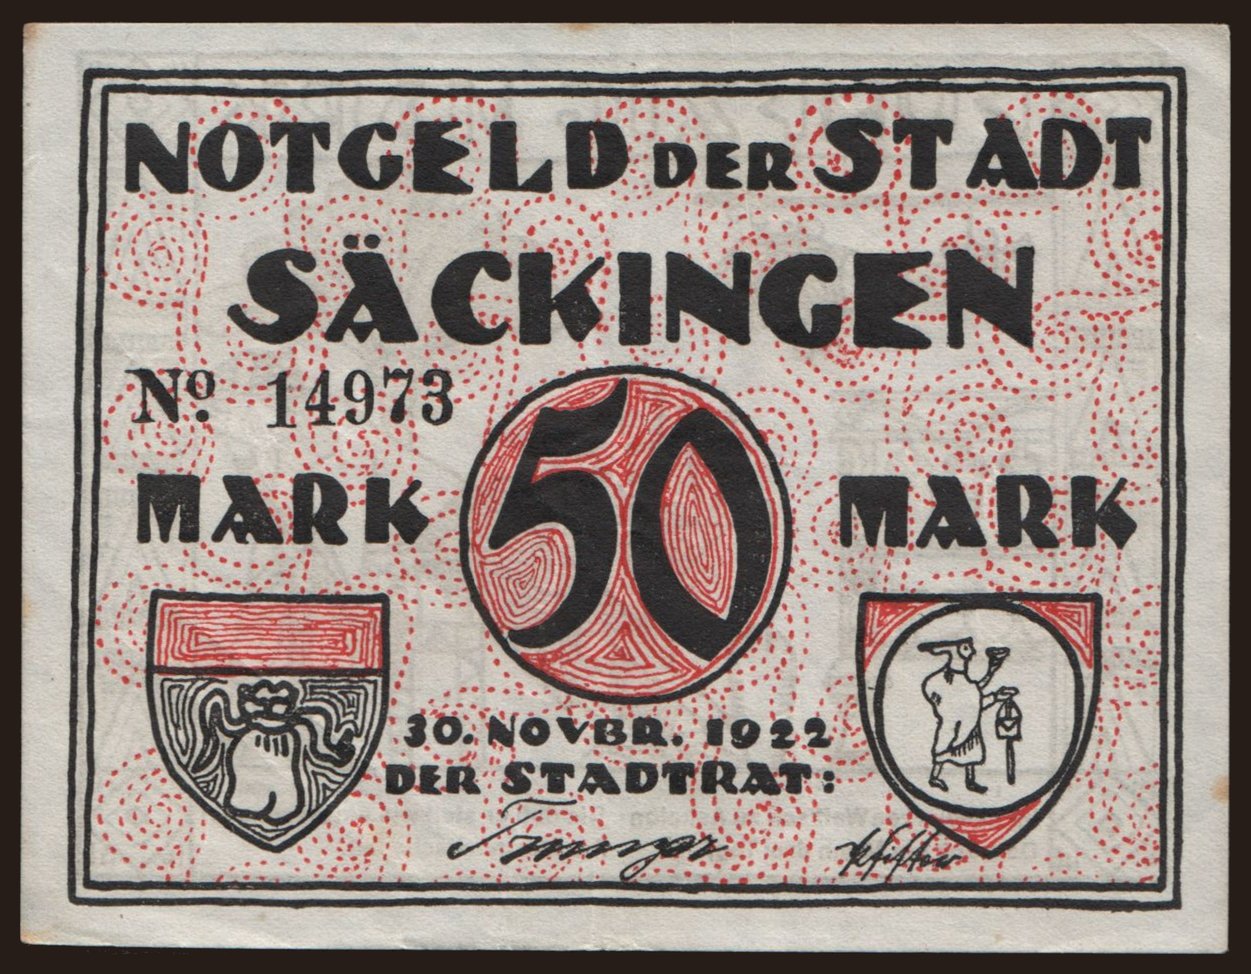 NOTGELD DER STADT
SÄCKINGEN
No. 14973
50
MARK MARK
30. NOVBR. 1922
DER STADTRAT: